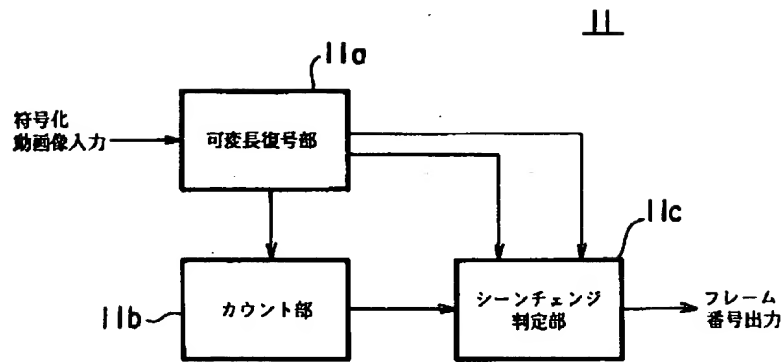 11
11a
符号化
動画像入力
可変長復号部
11c
カウント部
11b
シーンチェンジ
判定部
フレーム
番号出力